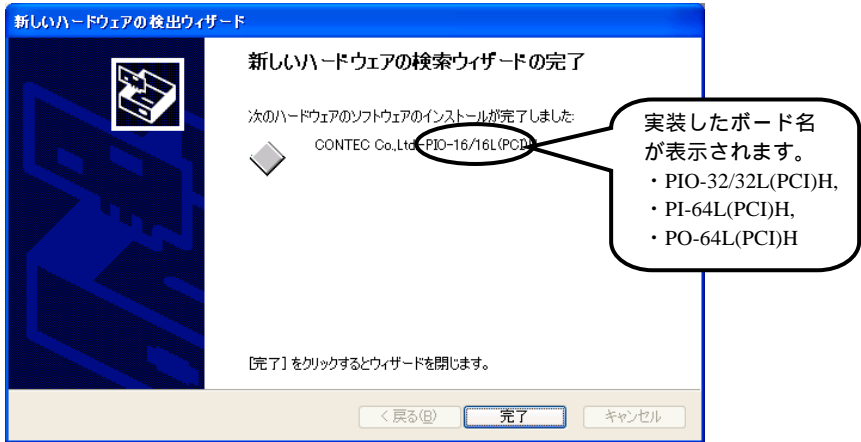 新しいハードウェアの検出ウィザード
新しいハードウェアの検索ウィザードの完了
次のハードウェアのソフトウェアのインストールが完了しました:
CONTEC Co.,Ltd-PIO-16/16L(PCI)H
実装したボード名
が表示されます。
・PIO-32/32L(PCI)H,
・PI-64L(PCI)H,
・PO-64L(PCI)H
[完了] をクリックするとウィザードを閉じます。
< 戻る(B)
完了
キャンセル